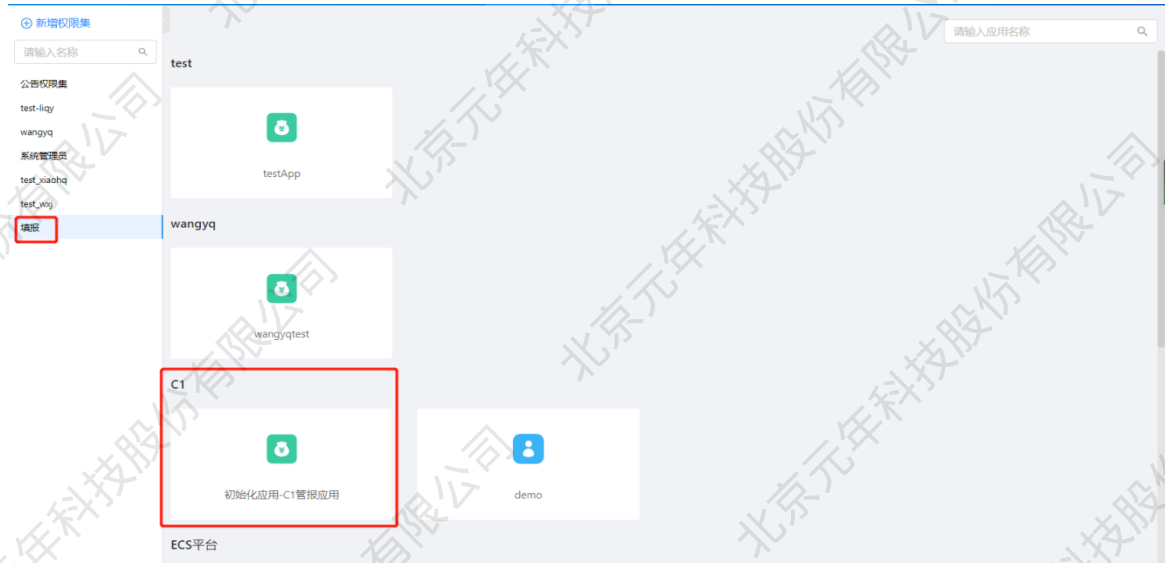 新增权限集
请输入名称
公告权限集
test-liqy
wangyq
系统管理员
test_xiaohq
test_wxj
填报
请输入应用名称
test
testApp
wangyq
wangyqtest
C1
初始化应用-C1管报应用
demo
ECS平台
北京元年科技股份有限公司